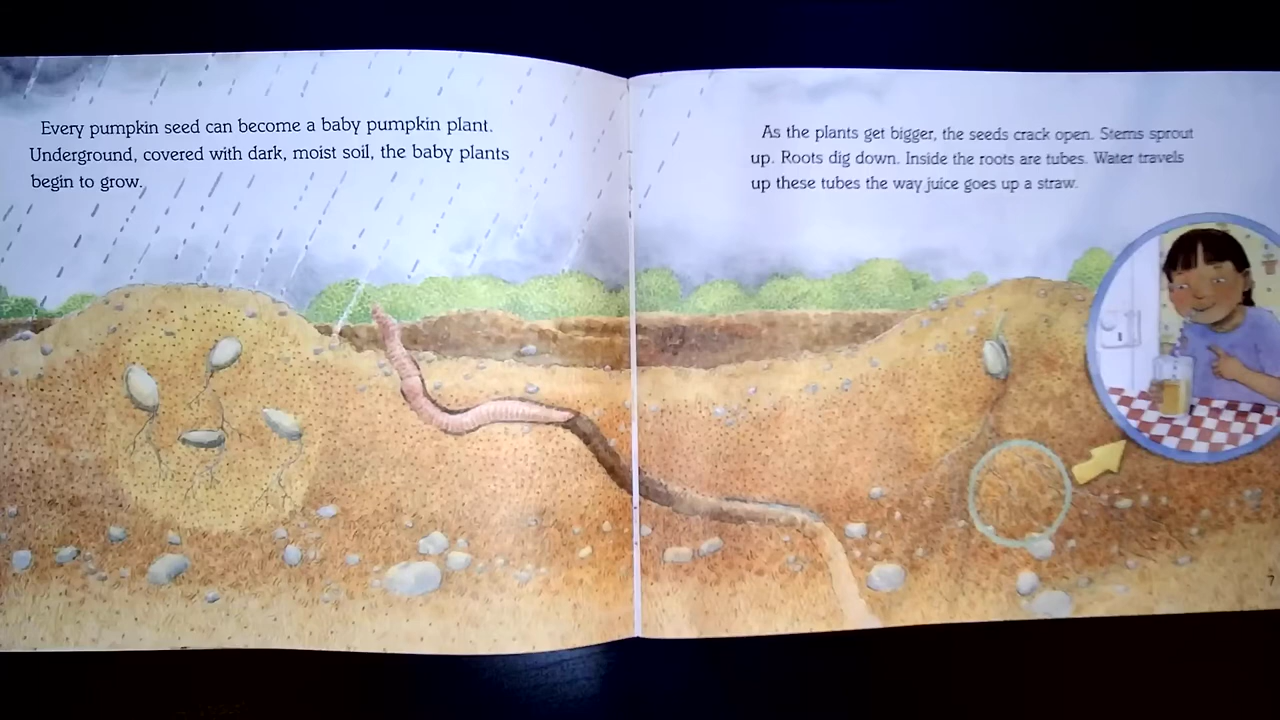 Every pumpkin seed can become a baby pumpkin plant.
Underground, covered with dark, moist soil, the baby plants
begin to grow.
As the plants get bigger, the seeds crack open. Stems sprout
up. Roots dig down. Inside the roots are tubes. Water travels
up these tubes the way juice goes up a straw.
7